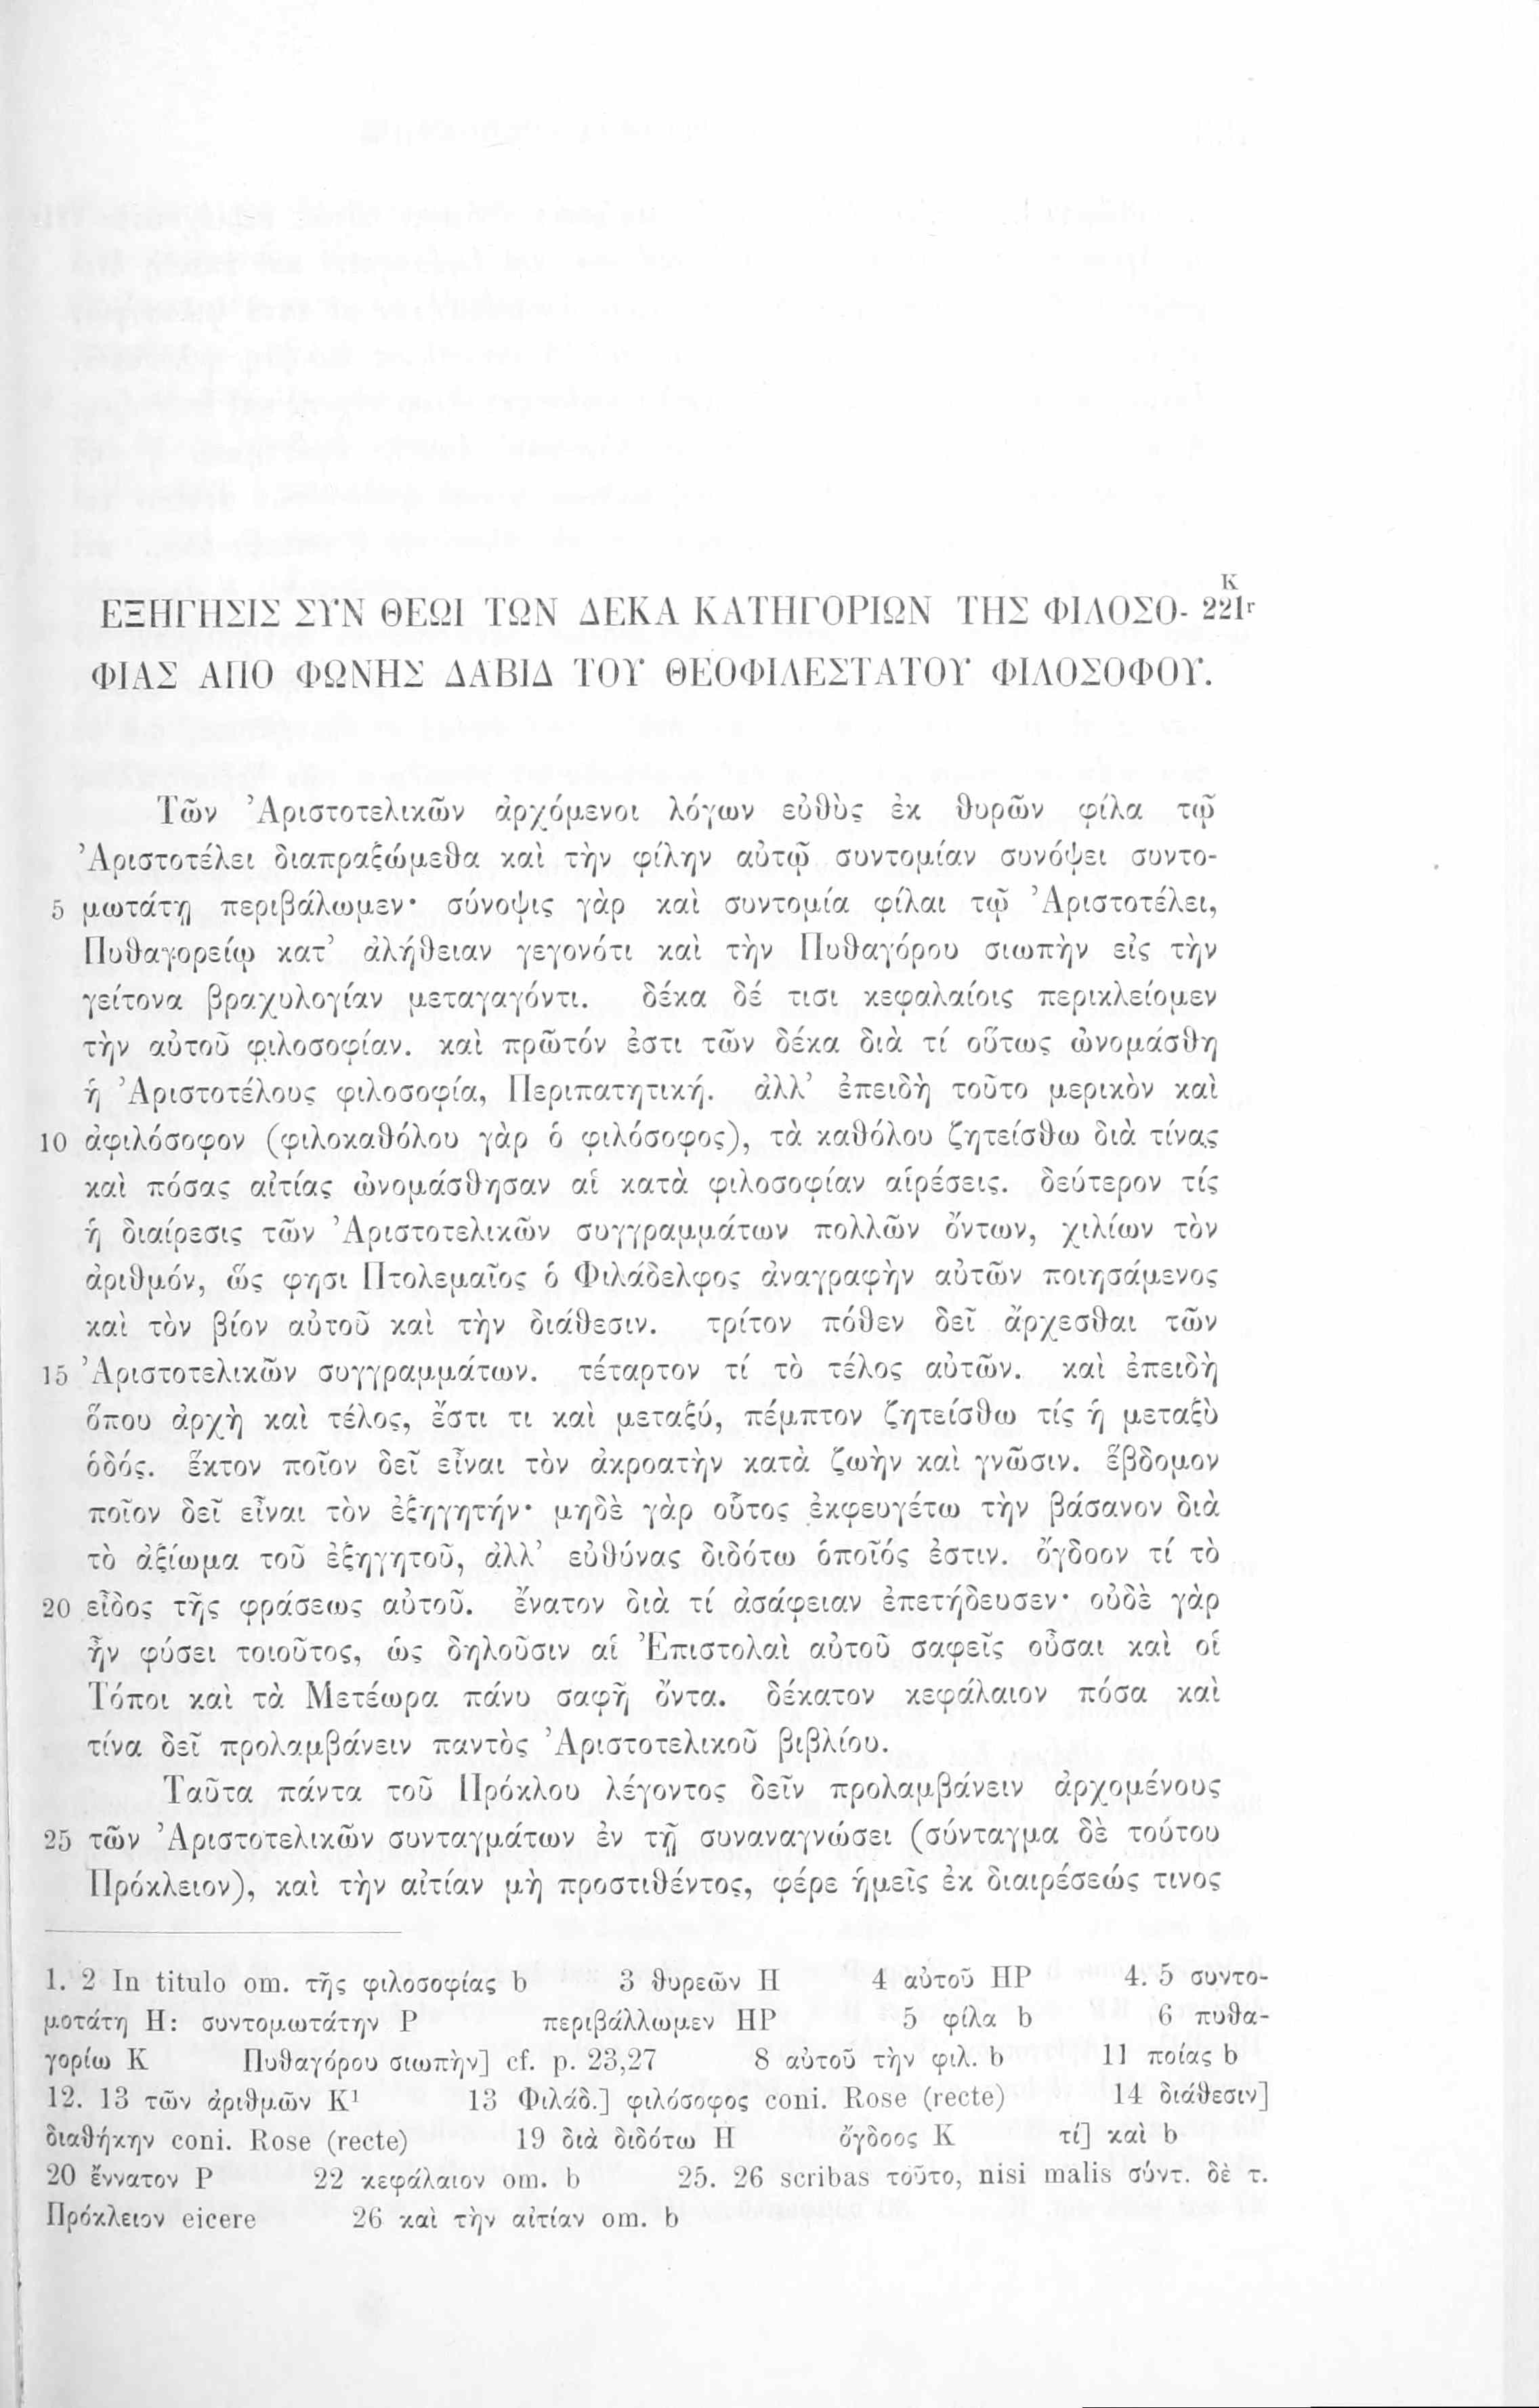 K
ΕΞΗΓΗΣΙΣ ΣΥΝ ΘΕΩΙ ΤΩΝ ΔΕΚΑ ΚΑΤΗΓΟΡΙΩΝ ΤΗΣ ΦΙΛΟΣΟ- 221r
ΦΙΑΣ ΑΠΟ ΦΩΝΗΣ ΔΑΒΙΔ ΤΟΥ ΘΕΟΦΙΛΕΣΤΑΤΟΥ ΦΙΛΟΣΟΦΟΥ.
Τῶν Ἀριστοτελικῶν ἀρχόμενοι λόγων εὐθὺς ἐκ θυρῶν φίλα τῷ
Ἀριστοτέλει διαπραξώμεθα καὶ τὴν φίλην αὐτῷ συντομίαν συνόψει συντο-
5 μωτάτῃ περιβάλωμεν· σύνοψις γὰρ καὶ συντομία φίλαι τῷ Ἀριστοτέλει,
Πυθαγορείῳ κατ’ ἀλήθειαν γεγονότι καὶ τὴν Πυθαγόρου σιωπὴν εἰς τὴν
γείτονα βραχυλογίαν μεταγαγόντι. δέκα δέ τισι κεφαλαίοις περικλείομεν
τὴν αὐτοῦ φιλοσοφίαν. καὶ πρῶτόν ἐστι τῶν δέκα διὰ τί οὕτως ὠνομάσθη
ἡ Ἀριστοτέλους φιλοσοφία, Περιπατητική. ἀλλ’ ἐπειδὴ τοῦτο μερικὸν καὶ
10 ἀφιλόσοφον (φιλοκαθόλου γὰρ ὁ φιλόσοφος), τὰ καθόλου ζητείσθω διὰ τίνας
καὶ πόσας αἰτίας ὠνομάσθησαν αἱ κατὰ φιλοσοφίαν αἱρέσεις. δεύτερον τίς
ἡ διαίρεσις τῶν Ἀριστοτελικῶν συγγραμμάτων πολλῶν ὄντων, χιλίων τὸν
ἀριθμόν, ὥς φησι Πτολεμαῖος ὁ Φιλάδελφος ἀναγραφὴν αὐτῶν ποιησάμενος
καὶ τὸν βίον αὐτοῦ καὶ τὴν διάθεσιν. τρίτον πόθεν δεῖ ἄρχεσθαι τῶν
15 Ἀριστοτελικῶν συγγραμμάτων. τέταρτον τί τὸ τέλος αὐτῶν. καὶ ἐπειδὴ
ὅπου ἀρχὴ καὶ τέλος, ἔστι τι καὶ μεταξύ, πέμπτον ζητείσθω τίς ἡ μεταξὺ
ὁδός. ἕκτον ποῖον δεῖ εἶναι τὸν ἀκροατὴν κατὰ ζωὴν καὶ γνῶσιν. ἕβδομον
ποῖον δεῖ εἶναι τὸν ἐξηγητήν· μηδὲ γὰρ οὗτος ἐκφευγέτω τὴν βάσανον διὰ
τὸ ἀξίωμα τοῦ ἐξηγητοῦ, ἀλλ’ εὐθύνας διδότω ὁποῖός ἐστιν. ὄγδοον τί τὸ
20 εἶδος τῆς φράσεως αὐτοῦ. ἔνατον διὰ τί ἀσάφειαν ἐπετήδευσεν· οὐδὲ γὰρ
ἦν φύσει τοιοῦτος, ὡς δηλοῦσιν αἱ Ἐπιστολαὶ αὐτοῦ σαφεῖς οὖσαι καὶ οἱ
Τόποι καὶ τὰ Μετέωρα πάνυ σαφῆ ὄντα. δέκατον κεφάλαιον πόσα καὶ
τίνα δεῖ προλαμβάνειν παντὸς Ἀριστοτελικοῦ βιβλίου.
Ταῦτα πάντα τοῦ Πρόκλου λέγοντος δεῖν προλαμβάνειν ἀρχομένους
25 τῶν Ἀριστοτελικῶν συνταγμάτων ἐν τῇ συναναγνώσει (σύνταγμα δὲ τούτου
Πρόκλειον), καὶ τὴν αἰτίαν μὴ προστιθέντος, φέρε ἡμεῖς ἐκ διαιρέσεώς τινος
1. 2 In titulo om. τῆς φιλοσοφίας b 3 θυρεῶν H 4 αὐτοῦ HP 4. 5 συντο-
μοτάτη H: συντομωτάτην P περιβάλλωμεν HP 5 φίλα b 6 πυθα-
γορίω K Πυθαγόρου σιωπὴν] cf. p. 23,27 8 αὐτοῦ τὴν φιλ. b 11 ποίας b
12. 13 τῶν ἀριθμῶν K¹ 13 Φιλάδ.] φιλόσοφος coni. Rose (recte) 14 διάθεσιν]
διαθήκην coni. Rose (recte) 19 διὰ διδότω H ὄγδοος K τί] καὶ b
20 ἔννατον P 22 κεφάλαιον om. b 25. 26 scribas τοῦτο, nisi malis σύντ. δὲ τ.
Πρόκλειον eicere 26 καὶ τὴν αἰτίαν om. b